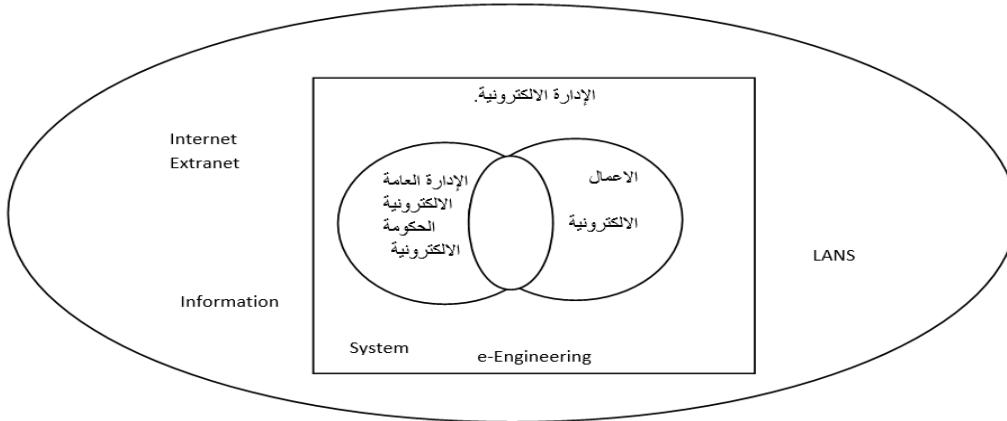 الإدارة الالكترونية.
Internet
Extranet
الإدارة العامة
الالكترونية
الحكومة
الالكترونية
الاعمال
الالكترونية
LANS
Information
System
e-Engineering